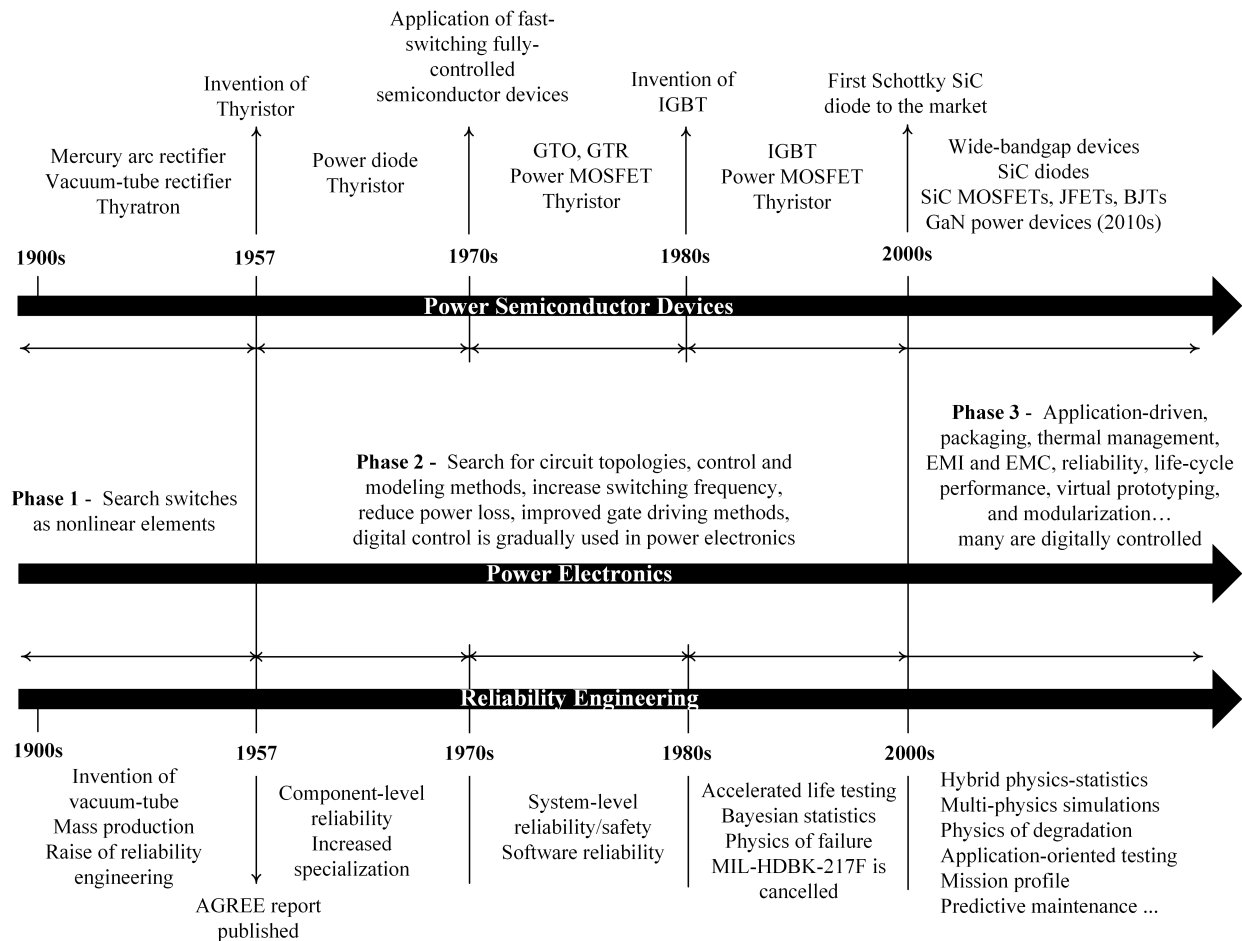 Invention of
Thyristor
Application of fast-
switching fully-
controlled
semiconductor devices
Invention of
IGBT
First Schottky SiC
diode to the market
Mercury arc rectifier
Vacuum-tube rectifier
Thyratron
Power diode
Thyristor
GTO, GTR
Power MOSFET
Thyristor
IGBT
Power MOSFET
Thyristor
Wide-bandgap devices
SiC diodes
SiC MOSFETs, JFETs, BJTs
GaN power devices (2010s)
1900s
1957
1970s
1980s
2000s
Power Semiconductor Devices
Phase 1 - Search switches
as nonlinear elements
Phase 2 - Search for circuit topologies, control and
modeling methods, increase switching frequency,
reduce power loss, improved gate driving methods,
digital control is gradually used in power electronics
Phase 3 - Application-driven,
packaging, thermal management,
EMI and EMC, reliability, life-cycle
performance, virtual prototyping,
and modularization…
many are digitally controlled
Power Electronics
Reliability Engineering
1900s
1957
1970s
1980s
2000s
Invention of
vacuum-tube
Mass production
Raise of reliability
engineering
AGREE report
published
Component-level
reliability
Increased
specialization
System-level
reliability/safety
Software reliability
Accelerated life testing
Bayesian statistics
Physics of failure
MIL-HDBK-217F is
cancelled
Hybrid physics-statistics
Multi-physics simulations
Physics of degradation
Application-oriented testing
Mission profile
Predictive maintenance ...